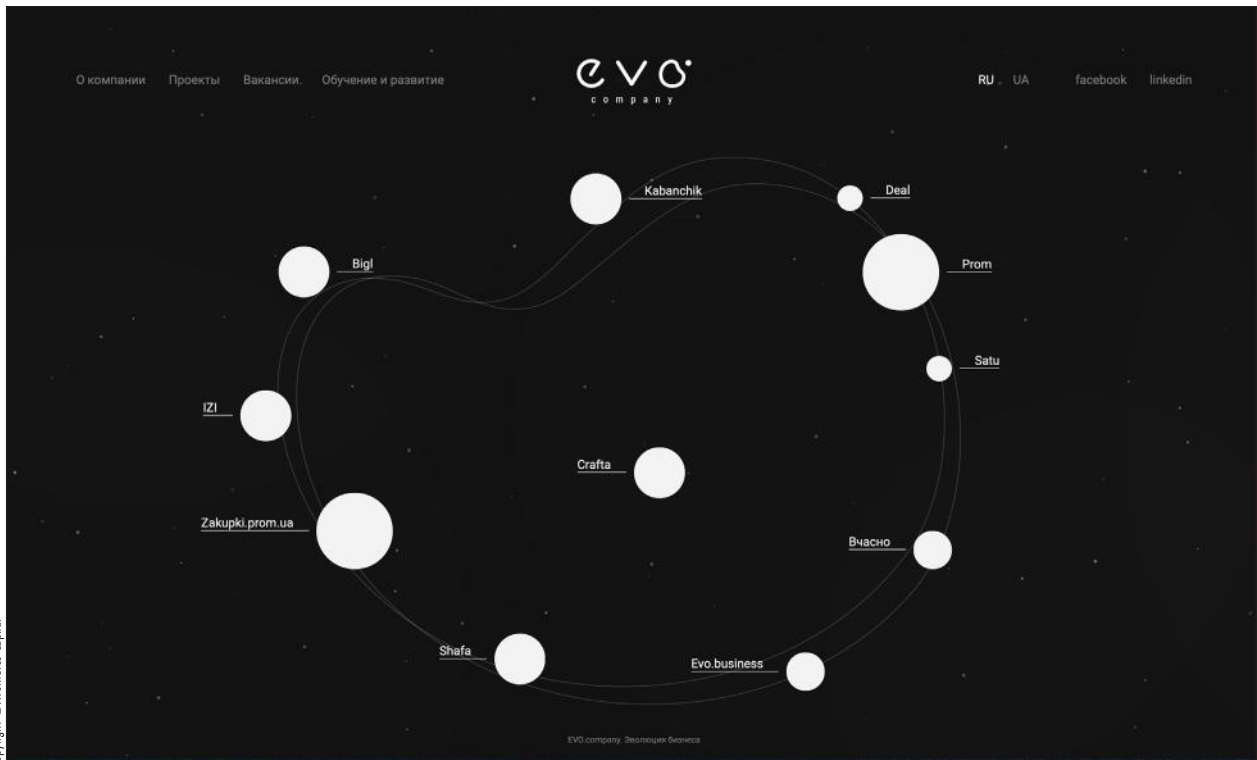 О компании Проекты Вакансии. Обучение и развитие
evo
company
RU UA facebook linkedin
Kabanchik
Deal
Bigl
Prom
Satu
IZI
Crafta
Zakupki.prom.ua
Вчасно
Shafa
Evo.business
EVO.company. Эволюция бизнеса